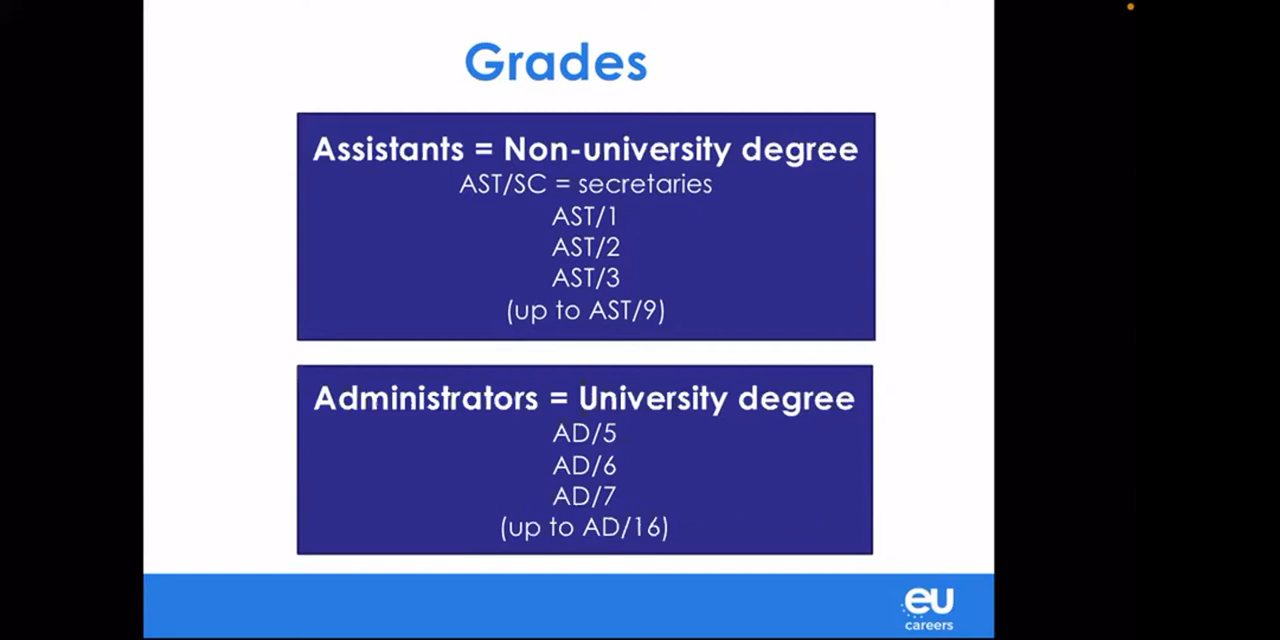 Grades
Assistants = Non-university degree
AST/SC = secretaries
AST/1
AST/2
AST/3
(up to AST/9)
Administrators = University degree
AD/5
AD/6
AD/7
(up to AD/16)
eu
careers